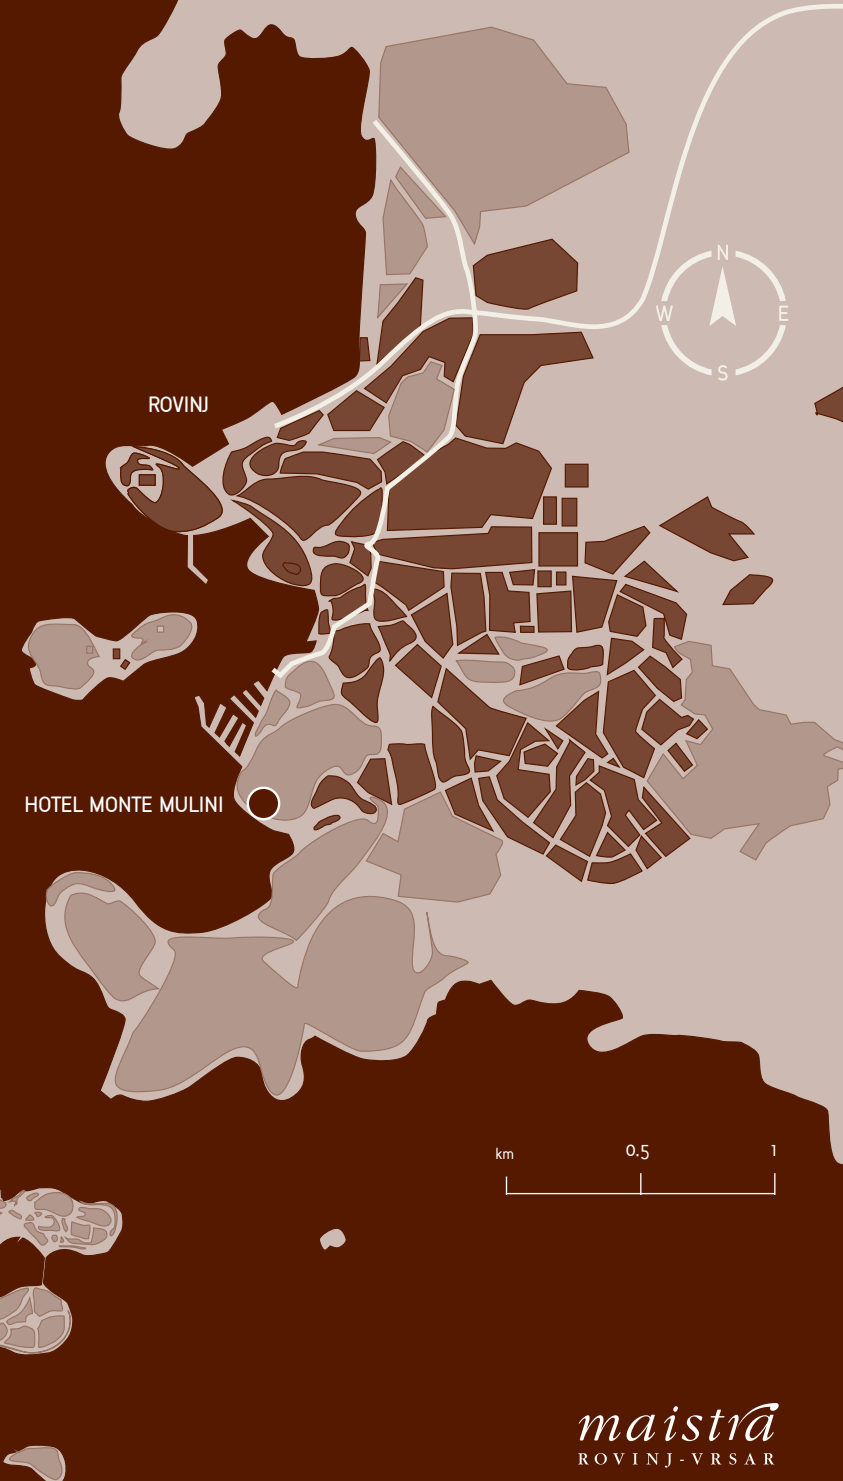 N
W E
S
ROVINJ
HOTEL MONTE MULINI
km 0.5 1
maistra
ROVINJ-VRSAR